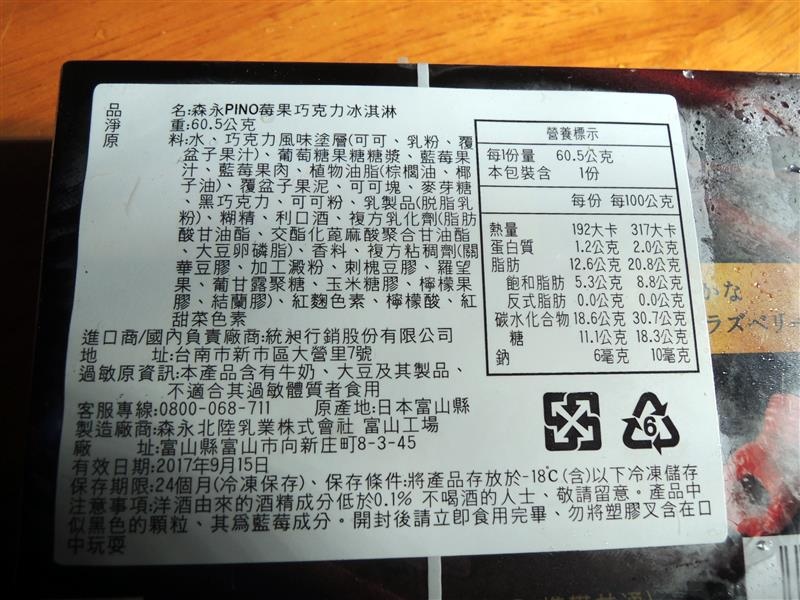 品　　名:森永PINO莓果巧克力冰淇淋
淨　　重:60.5公克
原　　料:水、巧克力風味塗層(可可、乳粉、覆
盆子果汁)、葡萄糖果糖糖漿、藍莓果
汁、藍莓果肉、植物油脂(棕櫚油、椰
子油)、覆盆子果泥、可可塊、麥芽糖
、黑巧克力、可可粉、乳製品(脫脂乳
粉)、糊精、利口酒、複方乳化劑(脂肪
酸甘油酯、交酯化蓖麻酸聚合甘油酯
、大豆卵磷脂)、香料、複方粘稠劑(關
華豆膠、加工澱粉、刺槐豆膠、羅望
果、葡甘露聚糖、玉米糖膠、檸檬果
膠、結蘭膠)、紅麴色素、檸檬酸、紅
甜菜色素
營養標示
每1份量　60.5公克
本包裝含　1份
每份 每100公克
熱量　192大卡 317大卡
蛋白質　1.2公克 2.0公克
脂肪　12.6公克 20.8公克
飽和脂肪 5.3公克 8.8公克
反式脂肪 0.0公克 0.0公克
碳水化合物 18.6公克 30.7公克
糖　11.1公克 18.3公克
鈉　6毫克　10毫克
進口商/國內負責廠商:統昶行銷股份有限公司
地　　址:台南市新市區大營里7號
過敏原資訊:本產品含有牛奶、大豆及其製品、
不適合其過敏體質者食用
客服專線:0800-068-711　原產地:日本富山縣
製造廠商:森永北陸乳業株式會社 富山工場
廠　　址:富山縣富山市向新庄町8-3-45
有效日期:2017年9月15日
保存期限:24個月(冷凍保存)、保存條件:將產品存放於-18℃(含)以下冷凍儲存
注意事項:洋酒由來的酒精成分低於0.1% 不喝酒的人士、敬請留意。產品中
似黑色的顆粒、其為藍莓成分。開封後請立即食用完畢、勿將塑膠叉含在口
中玩耍
6
かな
ラズベリー